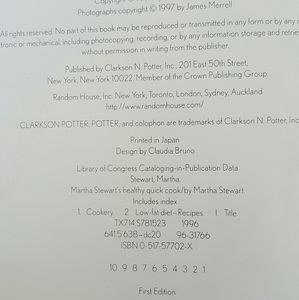 Copyright ©
Photographs copyright © 1997 by James Merrell
All rights reserved. No part of this book may be reproduced or transmitted in any form or by any
tronic or mechanical, including photocopying, recording, or by any information storage and retrie
without permission in writing from the publisher.
Published by Clarkson N. Potter, Inc., 201 East 50th Street,
New York, New York 10022. Member of the Crown Publishing Group.
Random House, Inc. New York, Toronto, London, Sydney, Auckland
http://www.randomhouse.com/
CLARKSON POTTER, POTTER, and colophon are trademarks of Clarkson N. Potter, Inc
Printed in Japan
Design by Claudia Bruno
Library of Congress Cataloging-in-Publication Data
Stewart, Martha.
Martha Stewart's healthy quick cook/by Martha Stewart.
Includes index.
1. Cookery. 2. Low-fat diet—Recipes. I. Title.
TX714.S781523 1996
641.5'638—dc20 96-31766
ISBN 0-517-57702-X
10 9 8 7 6 5 4 3 2 1
First Edition